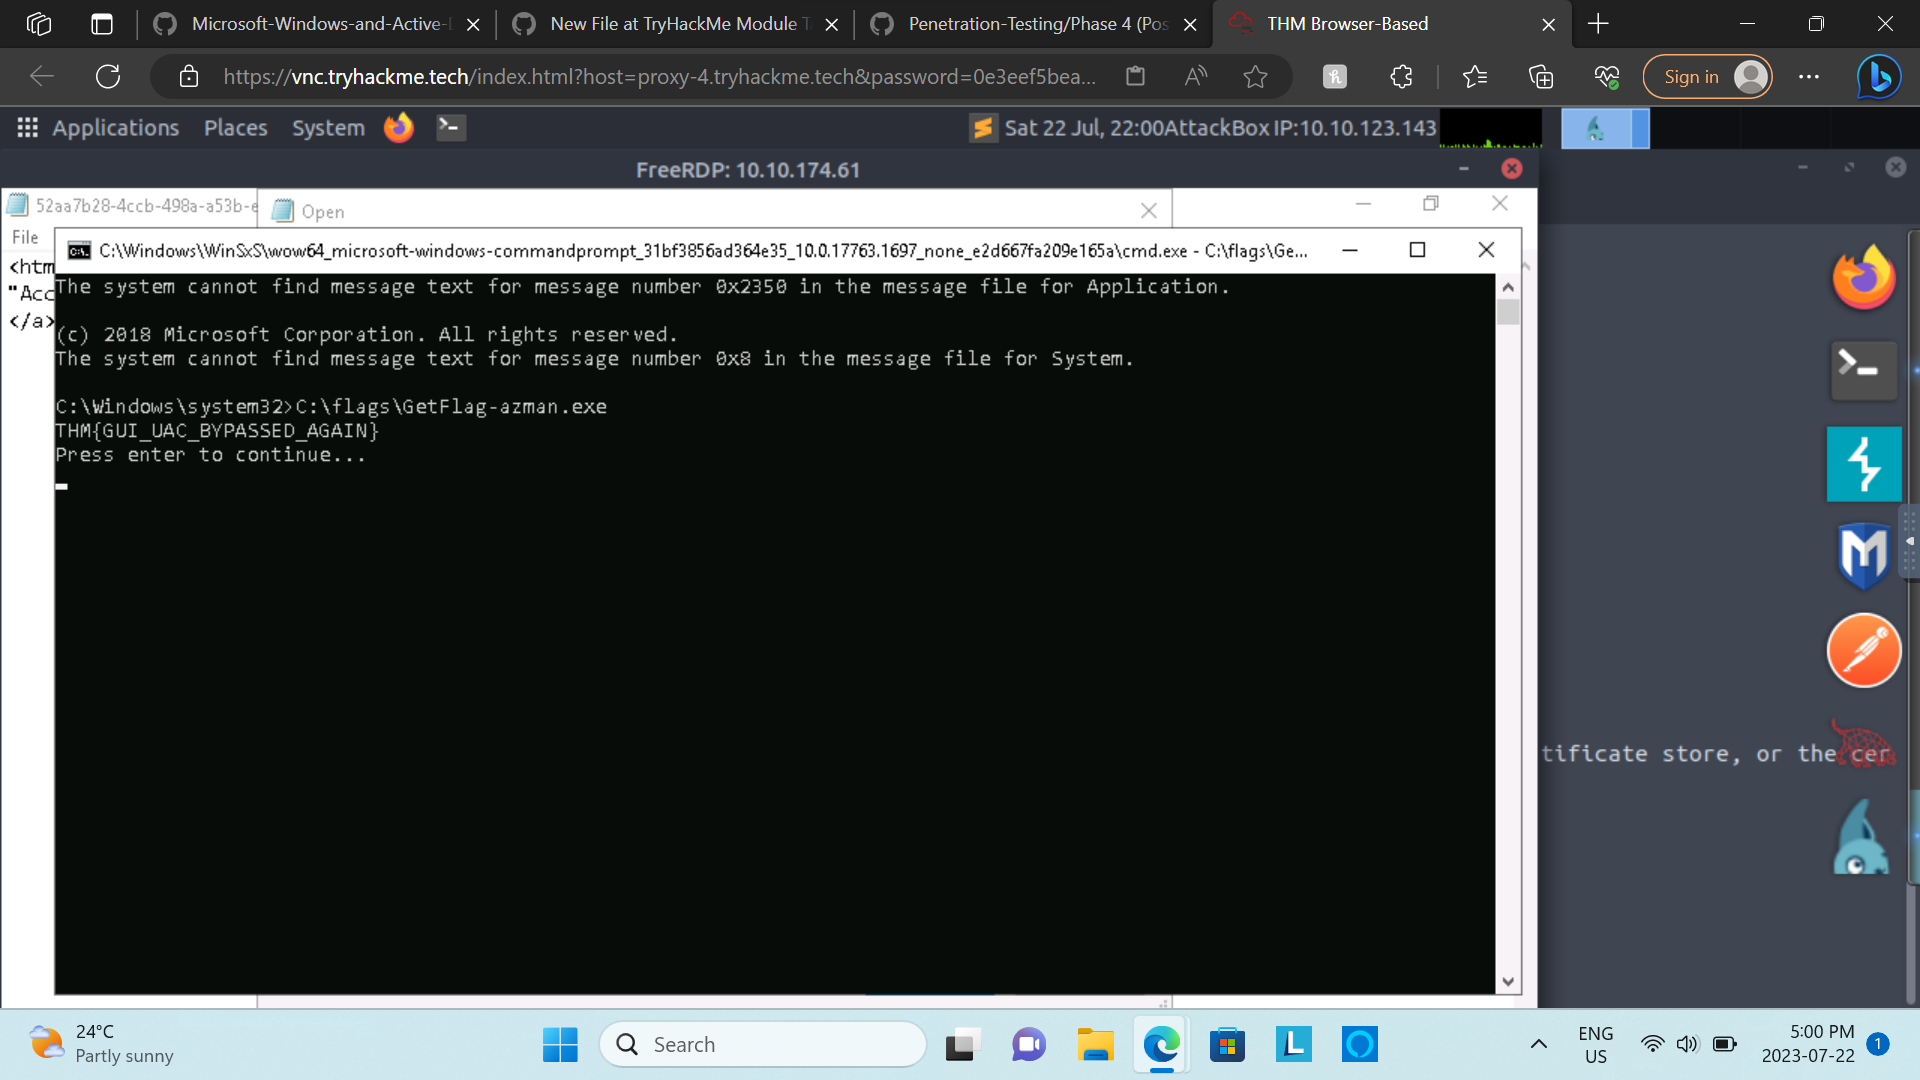 Microsoft-Windows-and-Active-
New File at TryHackMe Module T
Penetration-Testing/Phase 4 (Pos
THM Browser-Based
https://vnc.tryhackme.tech/index.html?host=proxy-4.tryhackme.tech&password=0e3eef5bea...
Sign in
Applications Places System
Sat 22 Jul, 22:00AttackBox IP:10.10.123.143
FreeRDP: 10.10.174.61
52aa7b28-4ccb-498a-a53b-e
Open
File
C:\Windows\WinSxS\wow64_microsoft-windows-commandprompt_31bf3856ad364e35_10.0.17763.1697_none_e2d667fa209e165a\cmd.exe - C:\flags\Ge...
<htm
"Acc
</a>
The system cannot find message text for message number 0x2350 in the message file for Application.
(c) 2018 Microsoft Corporation. All rights reserved.
The system cannot find message text for message number 0x8 in the message file for System.
C:\Windows\system32>C:\flags\GetFlag-azman.exe
THM{GUI_UAC_BYPASSED_AGAIN}
Press enter to continue...
tificate store, or the cer
24°C
Partly sunny
Search
ENG
US
5:00 PM
2023-07-22
1